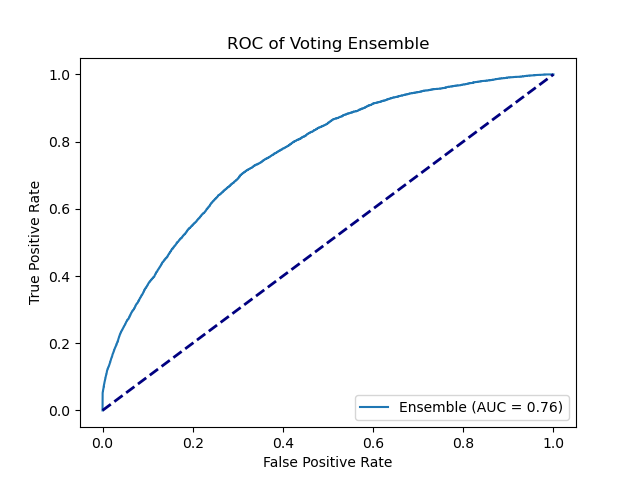 ROC of Voting Ensemble
True Positive Rate
1.0
0.8
0.6
0.4
0.2
0.0
Ensemble (AUC = 0.76)
0.0 0.2 0.4 0.6 0.8 1.0
False Positive Rate